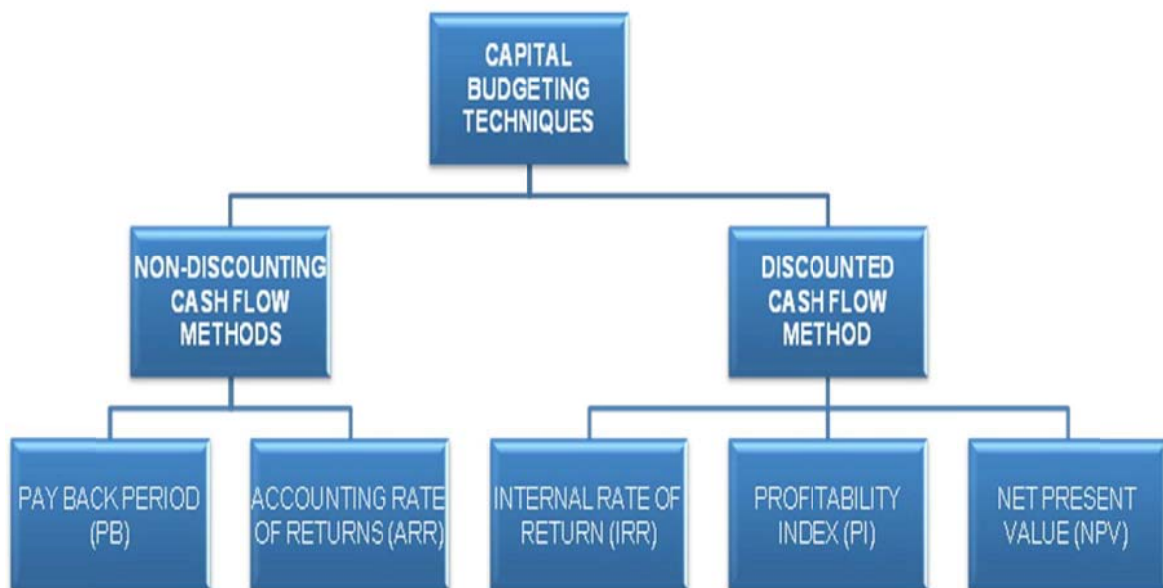 CAPITAL
BUDGETING
TECHNIQUES
NON-DISCOUNTING
CASH FLOW
METHODS
DISCOUNTED
CASH FLOW
METHOD
PAY BACK PERIOD
(PB)
ACCOUNTING RATE
OF RETURNS (ARR)
INTERNAL RATE OF
RETURN (IRR)
PROFITABILITY
INDEX (PI)
NET PRESENT
VALUE (NPV)